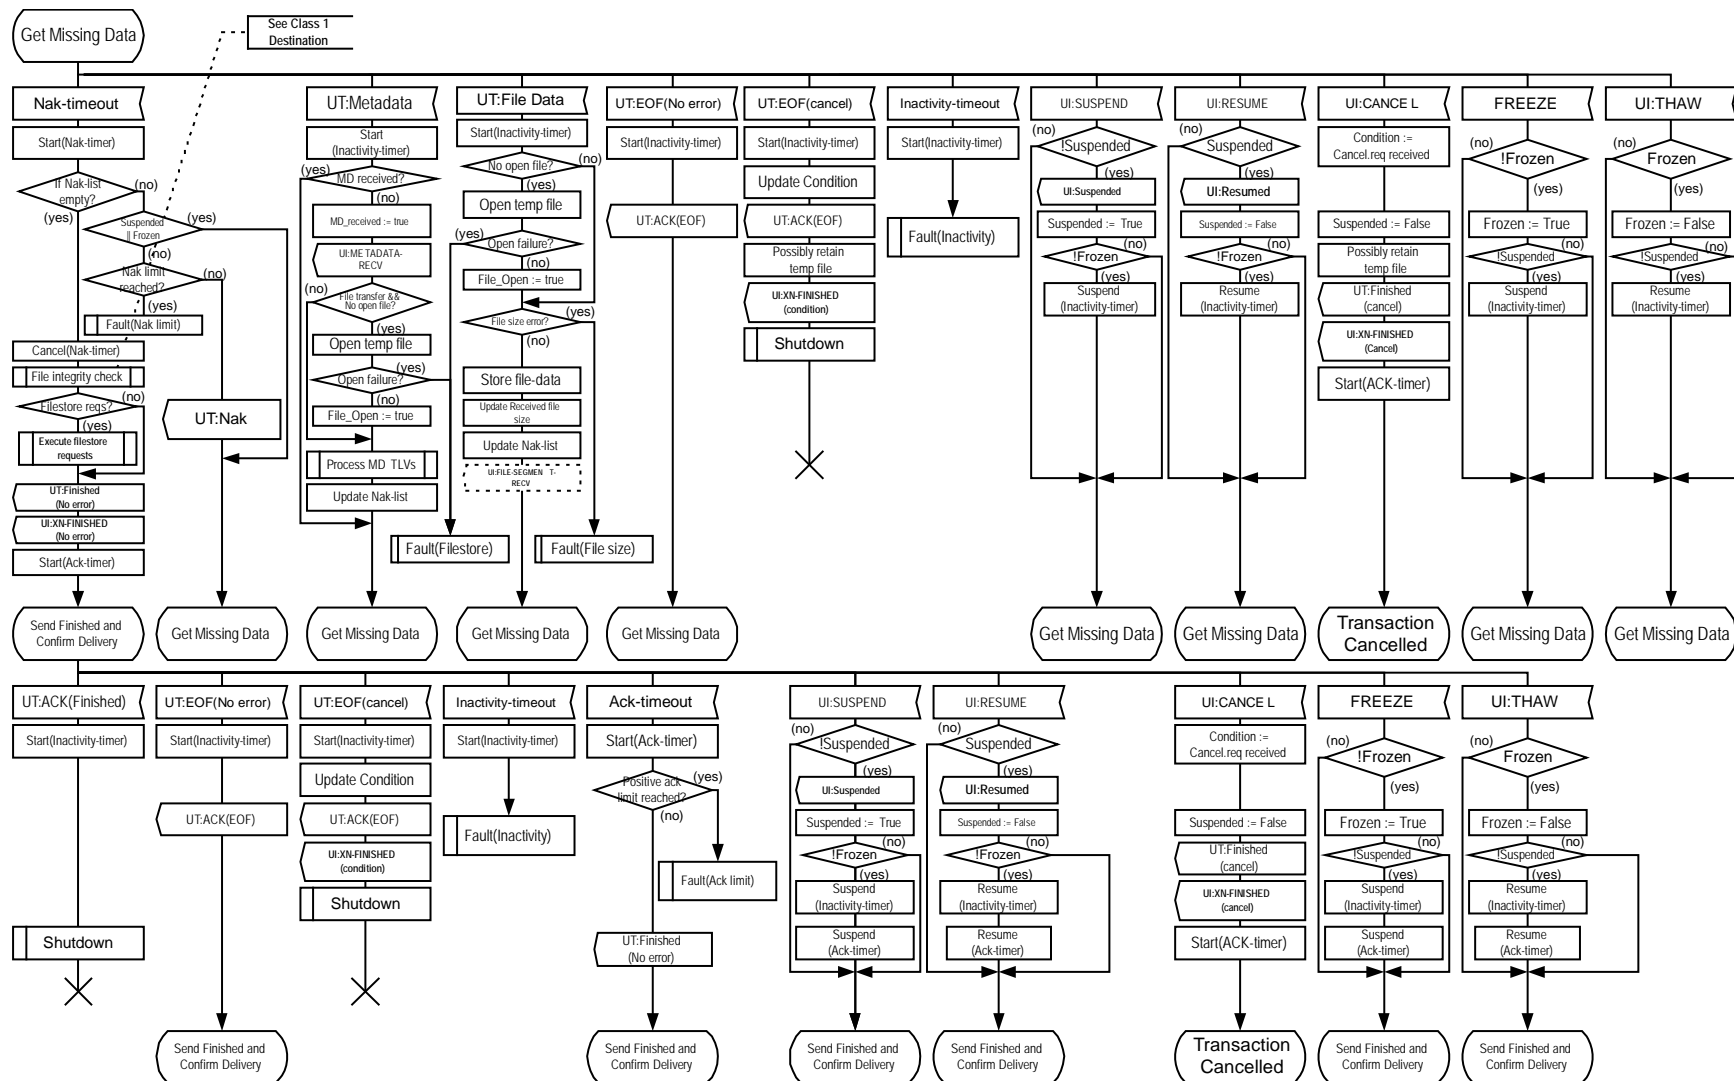 Get Missing Data
See Class 1
Destination
Nak-timeout
Start(Nak-timer)
If Nak-list
empty?
(no)
(yes)
Suspended
|| Frozen
(yes)
(no)
Nak limit
reached?
(no)
(yes)
Fault(Nak limit)
Cancel(Nak-timer)
File integrity check
Filestore reqs?
(no)
(yes)
Execute filestore
requests
UT:Finished
(No error)
UI:XN-FINISHED
(No error)
Start(Ack-timer)
Send Finished and
Confirm Delivery
UT:Nak
Get Missing Data
UT:Metadata
Start
(Inactivity-timer)
(yes)
MD received?
(no)
MD_received := true
UI:METADATA-
RECV
(no)
File transfer &&
No open file?
(yes)
Open temp file
(yes)
Open failure?
(no)
File_Open := true
Process MD TLVs
Update Nak-list
Get Missing Data
UT:File Data
Start(Inactivity-timer)
No open file?
(no)
(yes)
Open temp file
(yes)
Open failure?
(no)
File_Open := true
File size error?
(yes)
(no)
Store file-data
Update Received file
size
Update Nak-list
UI:FILE-SEGMEN T-
RECV
Fault(Filestore)
Fault(File size)
Get Missing Data
UT:EOF(No error)
Start(Inactivity-timer)
UT:ACK(EOF)
Get Missing Data
UT:EOF(cancel)
Start(Inactivity-timer)
Update Condition
UT:ACK(EOF)
Possibly retain
temp file
UI:XN-FINISHED
(condition)
Shutdown
Inactivity-timeout
Start(Inactivity-timer)
Fault(Inactivity)
UI:SUSPEND
(no)
!Suspended
(yes)
UI:Suspended
Suspended := True
(no)
!Frozen
(yes)
Suspend
(Inactivity-timer)
Get Missing Data
UI:RESUME
(no)
Suspended
(yes)
UI:Resumed
Suspended := False
(no)
!Frozen
(yes)
Resume
(Inactivity-timer)
Get Missing Data
UI:CANCE L
Condition :=
Cancel.req received
Suspended := False
Possibly retain
temp file
UT:Finished
(cancel)
UI:XN-FINISHED
(Cancel)
Start(ACK-timer)
Transaction
Cancelled
FREEZE
(no)
!Frozen
(yes)
Frozen := True
(no)
!Suspended
(yes)
Suspend
(Inactivity-timer)
Get Missing Data
UI:THAW
(no)
Frozen
(yes)
Frozen := False
(no)
!Suspended
(yes)
Resume
(Inactivity-timer)
Get Missing Data
UT:ACK(Finished)
Start(Inactivity-timer)
Shutdown
UT:EOF(No error)
Start(Inactivity-timer)
UT:ACK(EOF)
Send Finished and
Confirm Delivery
UT:EOF(cancel)
Start(Inactivity-timer)
Update Condition
UT:ACK(EOF)
UI:XN-FINISHED
(condition)
Shutdown
Inactivity-timeout
Start(Inactivity-timer)
Fault(Inactivity)
Ack-timeout
Start(Ack-timer)
Positive ack
limit reached?
(yes)
(no)
Fault(Ack limit)
UT:Finished
(No error)
Send Finished and
Confirm Delivery
UI:SUSPEND
(no)
!Suspended
(yes)
UI:Suspended
Suspended := True
(no)
!Frozen
(yes)
Suspend
(Inactivity-timer)
Suspend
(Ack-timer)
Send Finished and
Confirm Delivery
UI:RESUME
(no)
Suspended
(yes)
UI:Resumed
Suspended := False
(no)
!Frozen
(yes)
Resume
(Inactivity-timer)
Resume
(Ack-timer)
Send Finished and
Confirm Delivery
UI:CANCE L
Condition :=
Cancel.req received
Suspended := False
UT:Finished
(cancel)
UI:XN-FINISHED
(cancel)
Start(ACK-timer)
Transaction
Cancelled
FREEZE
(no)
!Frozen
(yes)
Frozen := True
(no)
!Suspended
(yes)
Suspend
(Inactivity-timer)
Suspend
(Ack-timer)
Send Finished and
Confirm Delivery
UI:THAW
(no)
Frozen
(yes)
Frozen := False
(no)
!Suspended
(yes)
Resume
(Inactivity-timer)
Resume
(Ack-timer)
Send Finished and
Confirm Delivery